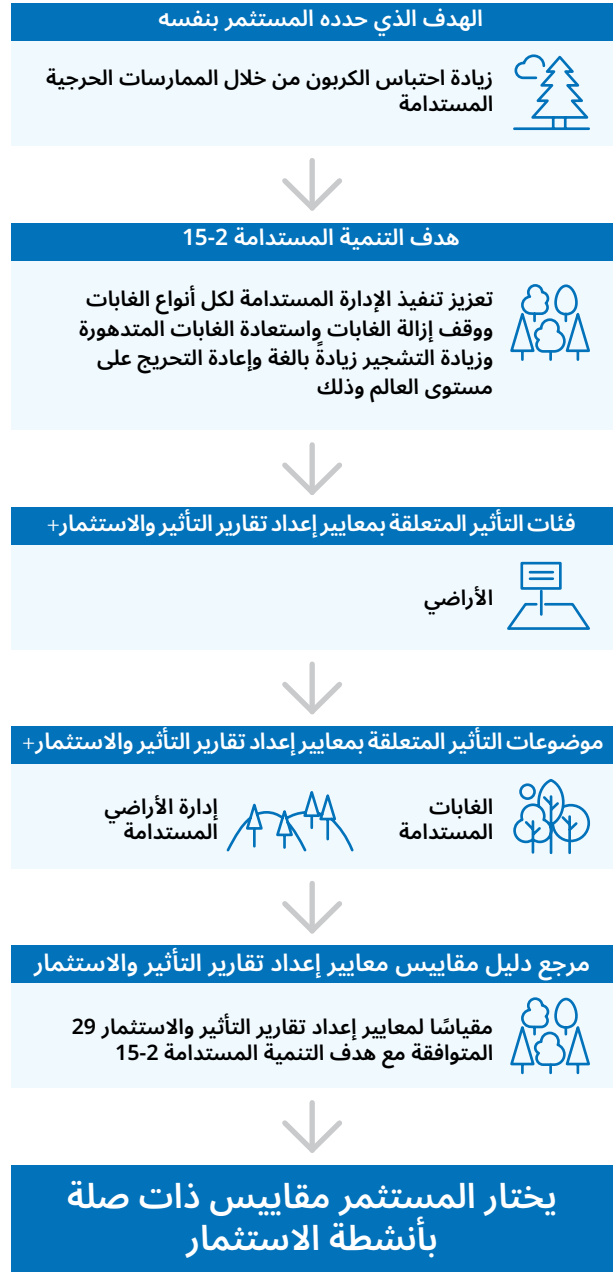 الهدف الذي حدده المستثمر بنفسه
زيادة احتباس الكربون من خلال الممارسات الحرجية
المستدامة
هدف التنمية المستدامة 2-15
تعزيز تنفيذ الإدارة المستدامة لكل أنواع الغابات
ووقف إزالة الغابات واستعادة الغابات المتدهورة
وزيادة التشجير زيادةً بالغة وإعادة التحريج على
مستوى العالم وذلك
فئات التأثير المتعلقة بمعايير إعداد تقارير التأثير والاستثمار+
الأراضي
موضوعات التأثير المتعلقة بمعايير إعداد تقارير التأثير والاستثمار+
الغابات
المستدامة
إدارة الأراضي
المستدامة
مرجع دليل مقاييس معايير إعداد تقارير التأثير والاستثمار
مقياسًا لمعايير إعداد تقارير التأثير والاستثمار 29
المتوافقة مع هدف التنمية المستدامة 2-15
يختار المستثمر مقاييس ذات صلة
بأنشطة الاستثمار